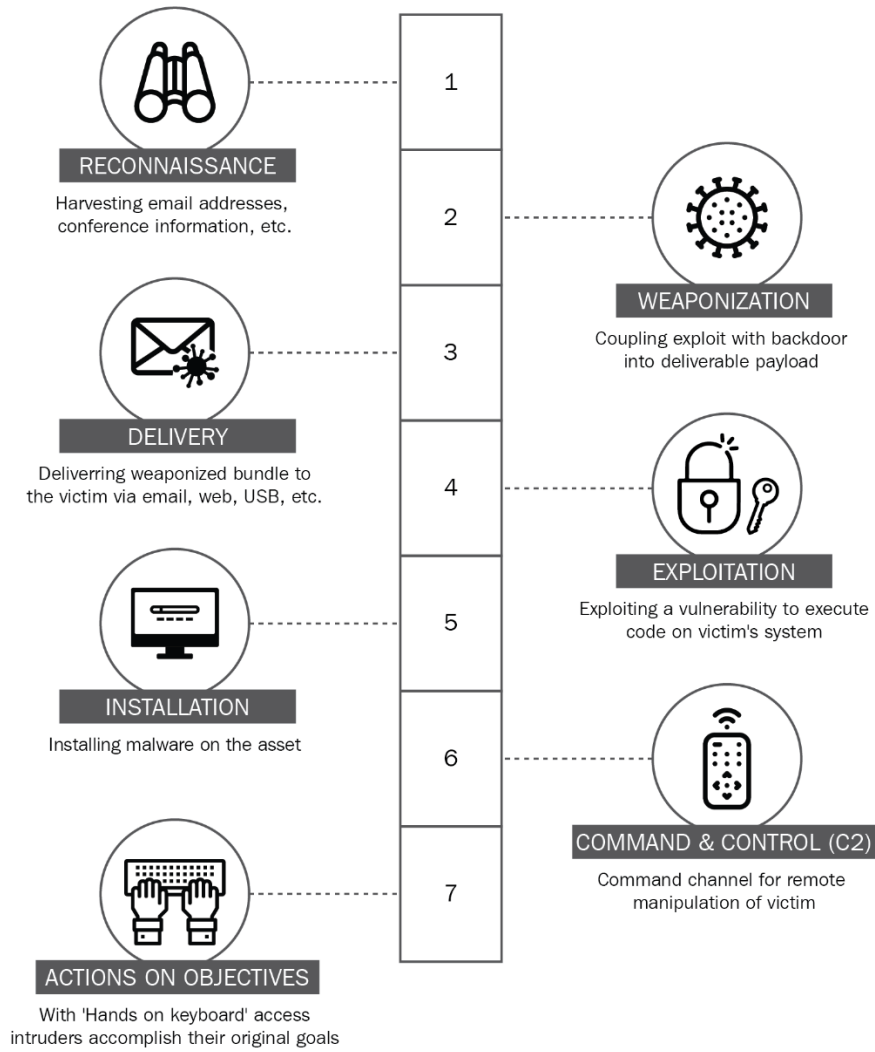 1
RECONNAISSANCE
Harvesting email addresses,
conference information, etc.
2
WEAPONIZATION
Coupling exploit with backdoor
into deliverable payload
3
DELIVERY
Deliverring weaponized bundle to
the victim via email, web, USB, etc.
4
EXPLOITATION
Exploiting a vulnerability to execute
code on victim's system
5
INSTALLATION
Installing malware on the asset
6
COMMAND & CONTROL (C2)
Command channel for remote
manipulation of victim
7
ACTIONS ON OBJECTIVES
With 'Hands on keyboard' access
intruders accomplish their original goals